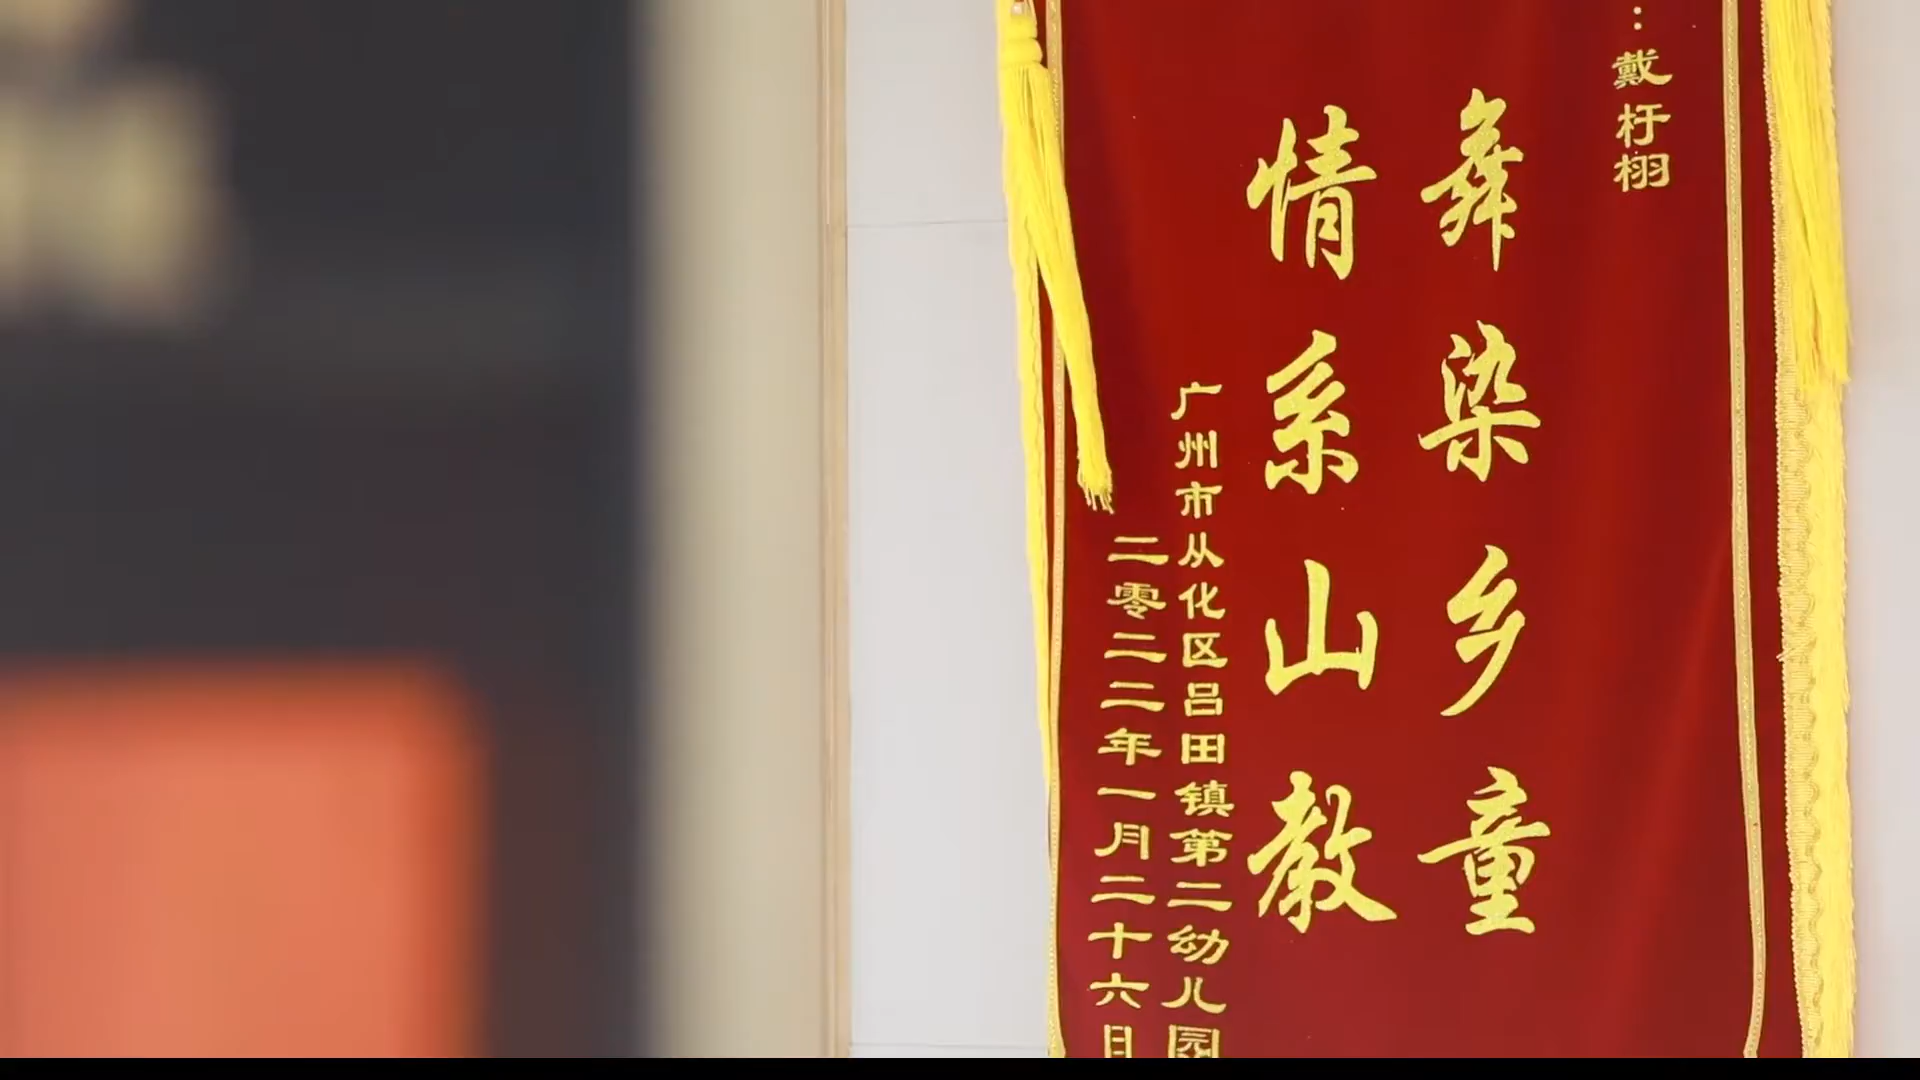 ：戴杍栩
舞染乡童
情系山教
广州市从化区吕田镇第二幼儿园
二零二二年一月二十六日